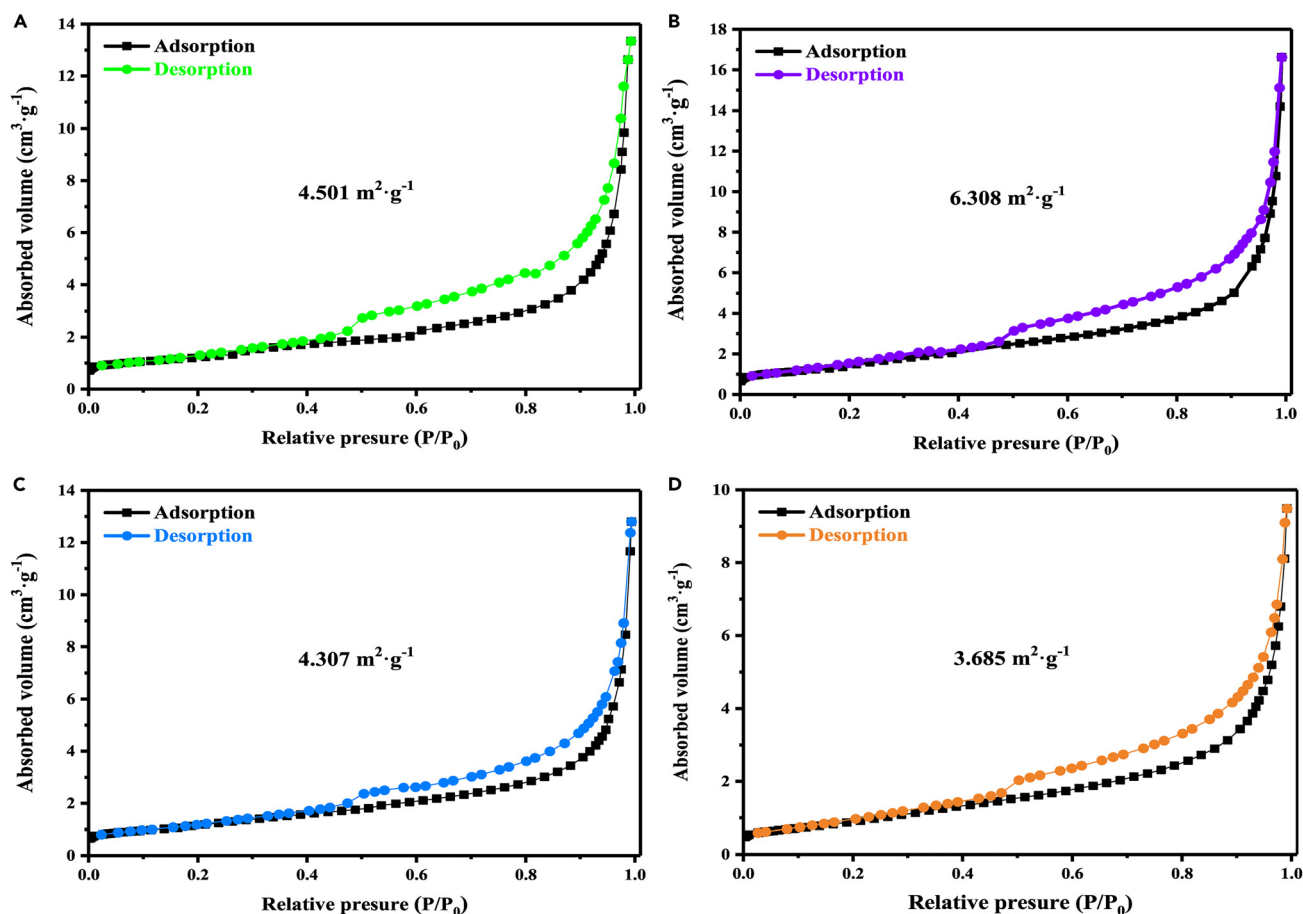 A
14
12
10
8
6
4
2
0
Absorbed volume (cm³·g⁻¹)
Adsorption
Desorption
4.501 m²·g⁻¹
0.0 0.2 0.4 0.6 0.8 1.0
Relative presure (P/P₀)
B
18
16
14
12
10
8
6
4
2
0
Absorbed volume (cm³·g⁻¹)
Adsorption
Desorption
6.308 m²·g⁻¹
0.0 0.2 0.4 0.6 0.8 1.0
Relative presure (P/P₀)
C
14
12
10
8
6
4
2
0
Absorbed volume (cm³·g⁻¹)
Adsorption
Desorption
4.307 m²·g⁻¹
0.0 0.2 0.4 0.6 0.8 1.0
Relative presure (P/P₀)
D
10
8
6
4
2
0
Absorbed volume (cm³·g⁻¹)
Adsorption
Desorption
3.685 m²·g⁻¹
0.0 0.2 0.4 0.6 0.8 1.0
Relative presure (P/P₀)